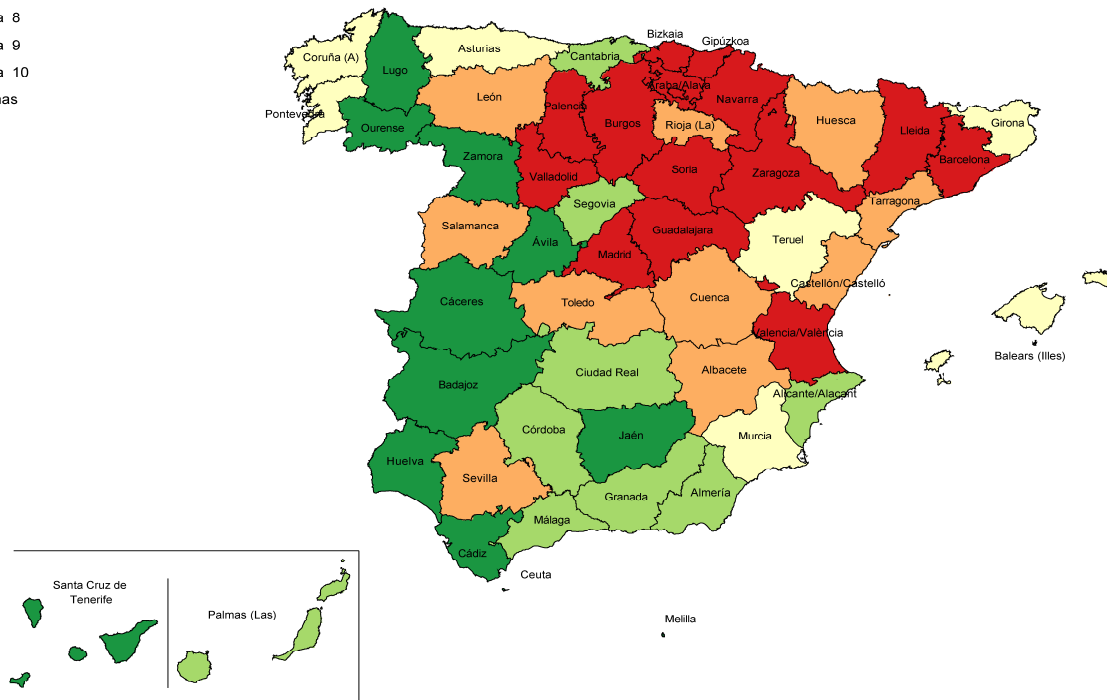 a 8
a 9
a 10
nas
Bizkaia
Gipúzkoa
Coruña (A)
Asturias
Cantabria
Lugo
Araba/Alava
León
Palencia
Navarra
Pontevedra
Burgos
Rioja (La)
Huesca
Girona
Ourense
Lleida
Zamora
Barcelona
Soria
Zaragoza
Valladolid
Segovia
Tarragona
Salamanca
Guadalajara
Ávila
Teruel
Madrid
Castellón/Castelló
Cáceres
Toledo
Cuenca
Valencia/València
Balears (Illes)
Ciudad Real
Albacete
Badajoz
Alicante/Alacant
Córdoba
Jaén
Murcia
Huelva
Sevilla
Granada
Almería
Málaga
Cádiz
Ceuta
Santa Cruz de
Tenerife
Palmas (Las)
Melilla